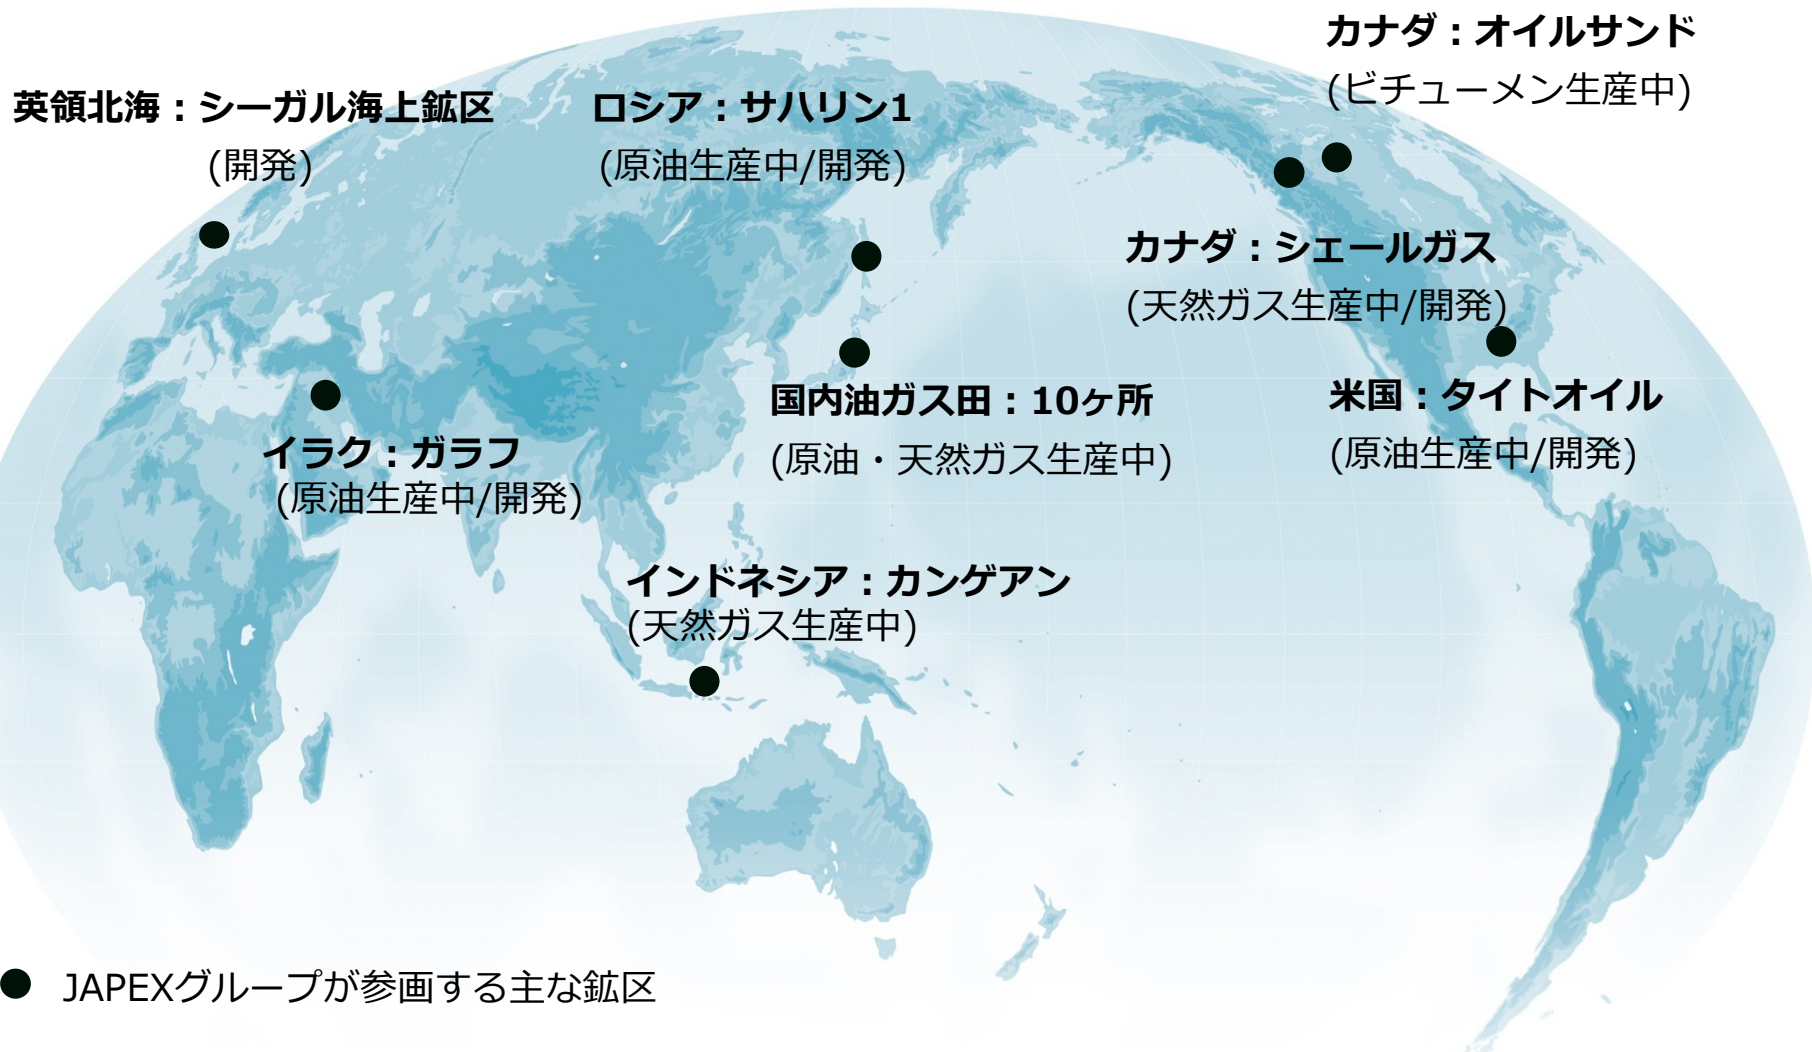 カナダ：オイルサンド
(ビチューメン生産中)
英領北海：シーガル海上鉱区
(開発)
ロシア：サハリン1
(原油生産中/開発)
カナダ：シェールガス
(天然ガス生産中/開発)
国内油ガス田：10ヶ所
(原油・天然ガス生産中)
米国：タイトオイル
(原油生産中/開発)
イラク：ガラフ
(原油生産中/開発)
インドネシア：カンゲアン
(天然ガス生産中)
JAPEXグループが参画する主な鉱区